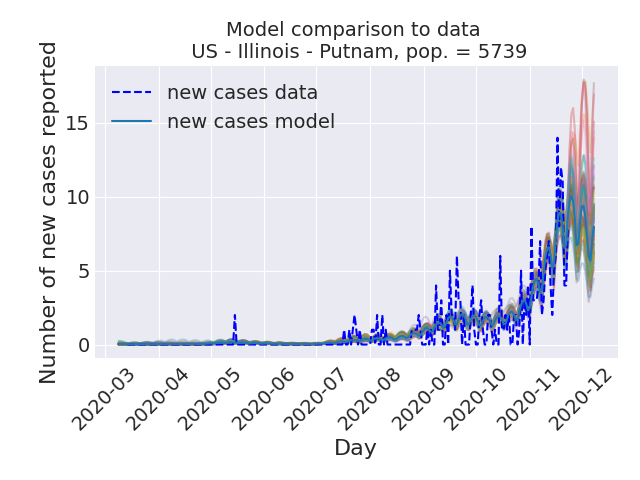 Model comparison to data
US - Illinois - Putnam, pop. = 5739
new cases data
new cases model
Number of new cases reported
15
10
5
0
2020-03
2020-04
2020-05
2020-06
2020-07
2020-08
2020-09
2020-10
2020-11
2020-12
Day